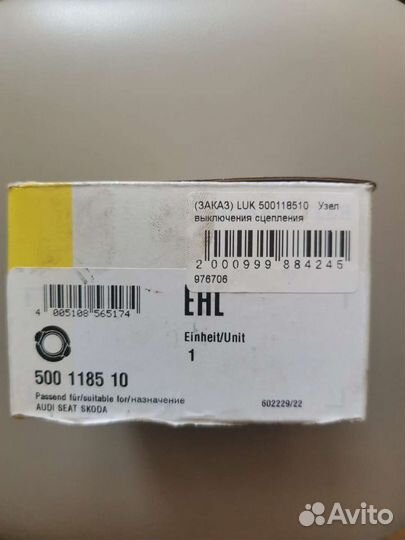 (ЗАКАЗ) LUK 500118510 Узел
выключения сцепления
2 000999 884245
976706
4 005108 565174
EAC
Einheit/Unit
1
500 1185 10
Passend für/suitable for/назначение
AUDI SEAT SKODA
602229/22
Avito